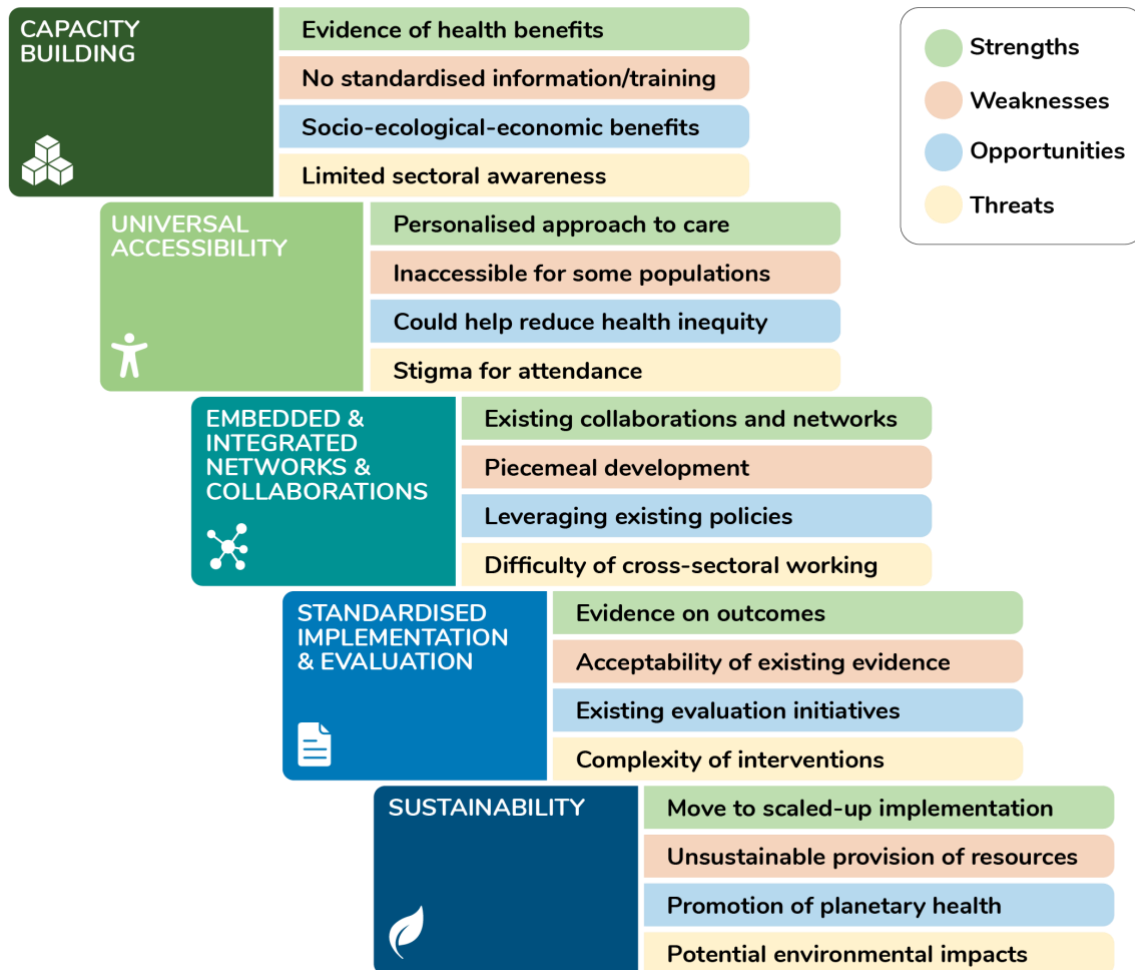 CAPACITY
BUILDING
Evidence of health benefits
No standardised information/training
Socio-ecological-economic benefits
Limited sectoral awareness
UNIVERSAL
ACCESSIBILITY
Personalised approach to care
Inaccessible for some populations
Could help reduce health inequity
Stigma for attendance
EMBEDDED &
INTEGRATED
NETWORKS &
COLLABORATIONS
Existing collaborations and networks
Piecemeal development
Leveraging existing policies
Difficulty of cross-sectoral working
STANDARDISED
IMPLEMENTATION
& EVALUATION
Evidence on outcomes
Acceptability of existing evidence
Existing evaluation initiatives
Complexity of interventions
SUSTAINABILITY
Move to scaled-up implementation
Unsustainable provision of resources
Promotion of planetary health
Potential environmental impacts
Strengths
Weaknesses
Opportunities
Threats